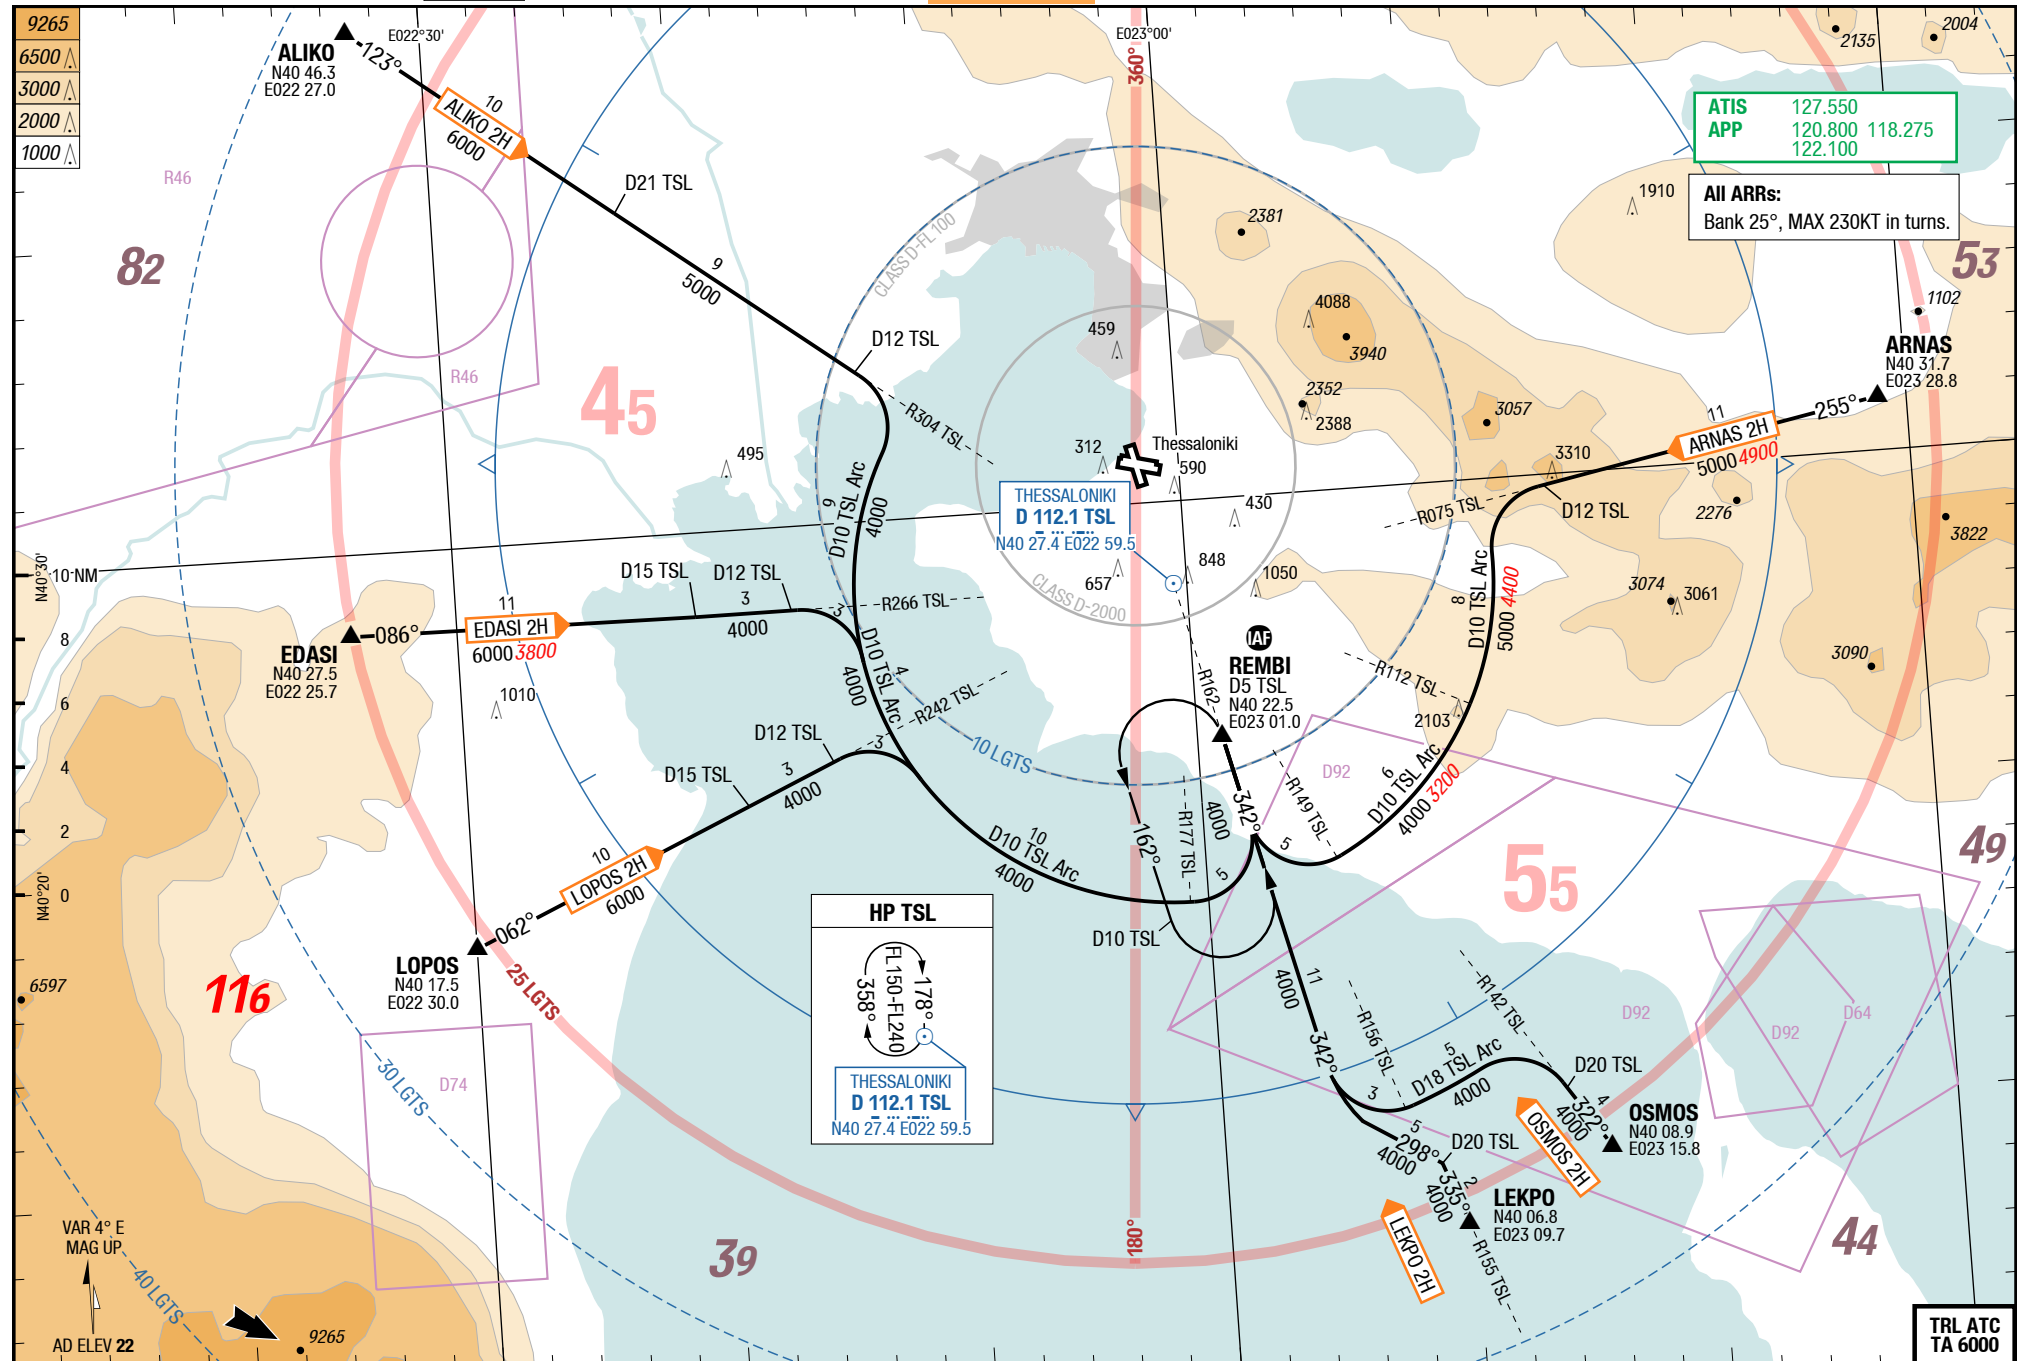 9265
6500
3000
2000
1000
ALIKO
N40 46.3
E022 27.0
123°
E022°30'
10
ALIKO 2H
6000
D21 TSL
R46
82
9
5000
CLASS D-FL 100
E023°00'
360°
2135
2004
ATIS 127.550
APP 120.800 118.275
122.100
All ARRs:
Bank 25°, MAX 230KT in turns.
1910
53
2381
4088
3940
459
2352
2388
3057
1102
ARNAS
N40 31.7
E023 28.8
255°
11
ARNAS 2H
5000 4900
3310
D12 TSL
R075 TSL
2276
3822
R46
45
D12 TSL
R304 TSL
495
9
D10 TSL Arc
4000
312
Thessaloniki
590
430
THESSALONIKI
D 112.1 TSL
N40 27.4 E022 59.5
848
657
1050
CLASS D-2000
8
D10 TSL Arc
5000 4400
3074
3061
3090
N40°30'
10 NM
8
6
4
2
0
N40°20'
EDASI
N40 27.5
E022 25.7
086°
11
EDASI 2H
6000 3800
D15 TSL
D12 TSL
3
4000
R266 TSL
3
1010
4
D10 TSL Arc
4000
R242 TSL
IAF
REMBI
D5 TSL
N40 22.5
E023 01.0
R162
R112 TSL
2103
10 LGTS
D12 TSL
D15 TSL
3
4000
3
D92
R149 TSL
6
D10 TSL Arc
4000 3200
342°
4000
R177 TSL
162°
5
5
10
D10 TSL Arc
4000
D10 TSL
LOPOS
N40 17.5
E022 30.0
062°
10
LOPOS 2H
6000
25 LGTS
116
6597
55
49
HP TSL
FL150-FL240
358°
178°
THESSALONIKI
D 112.1 TSL
N40 27.4 E022 59.5
11
4000
342°
R156 TSL
R142 TSL
D92
D92
D64
D74
30 LGTS
3
5
D18 TSL Arc
4000
D20 TSL
4
322°
4000
OSMOS
N40 08.9
E023 15.8
OSMOS 2H
5
298°
4000
D20 TSL
2
335°
4000
LEKPO
N40 06.8
E023 09.7
LEKPO 2H
R155 TSL
180°
39
44
VAR 4° E
MAG UP
AD ELEV 22
40 LGTS
9265
TRL ATC
TA 6000